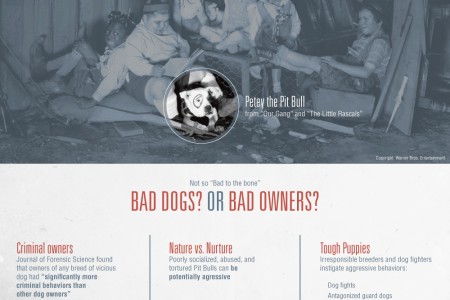 Petey the Pit Bull
from "Our Gang" and "The Little Rascals"
Copyright: Warner Bros. Entertainment
Not so "Bad to the bone"
BAD DOGS? OR BAD OWNERS?
Criminal owners
Journal of Forensic Science found
that owners of any breed of vicious
dog had "significantly more
criminal behaviors than
other dog owners"
Nature vs. Nurture
Poorly socialized, abused, and
tortured Pit Bulls can be
potentially agressive
Tough Puppies
Irresponsible breeders and dog fighters
instigate aggressive behaviors:
Dog fights
Antagonized guard dogs